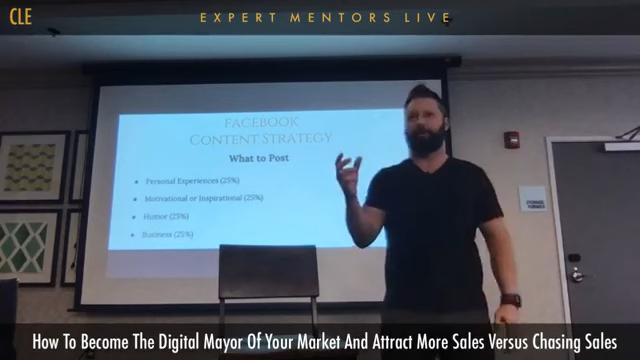 CLE
EXPERT MENTORS LIVE
FACEBOOK
CONTENT STRATEGY
What to Post
Personal Experiences (25%)
Motivational or Inspirational (25%)
Humor (25%)
Business (25%)
How To Become The Digital Mayor Of Your Market And Attract More Sales Versus Chasing Sales